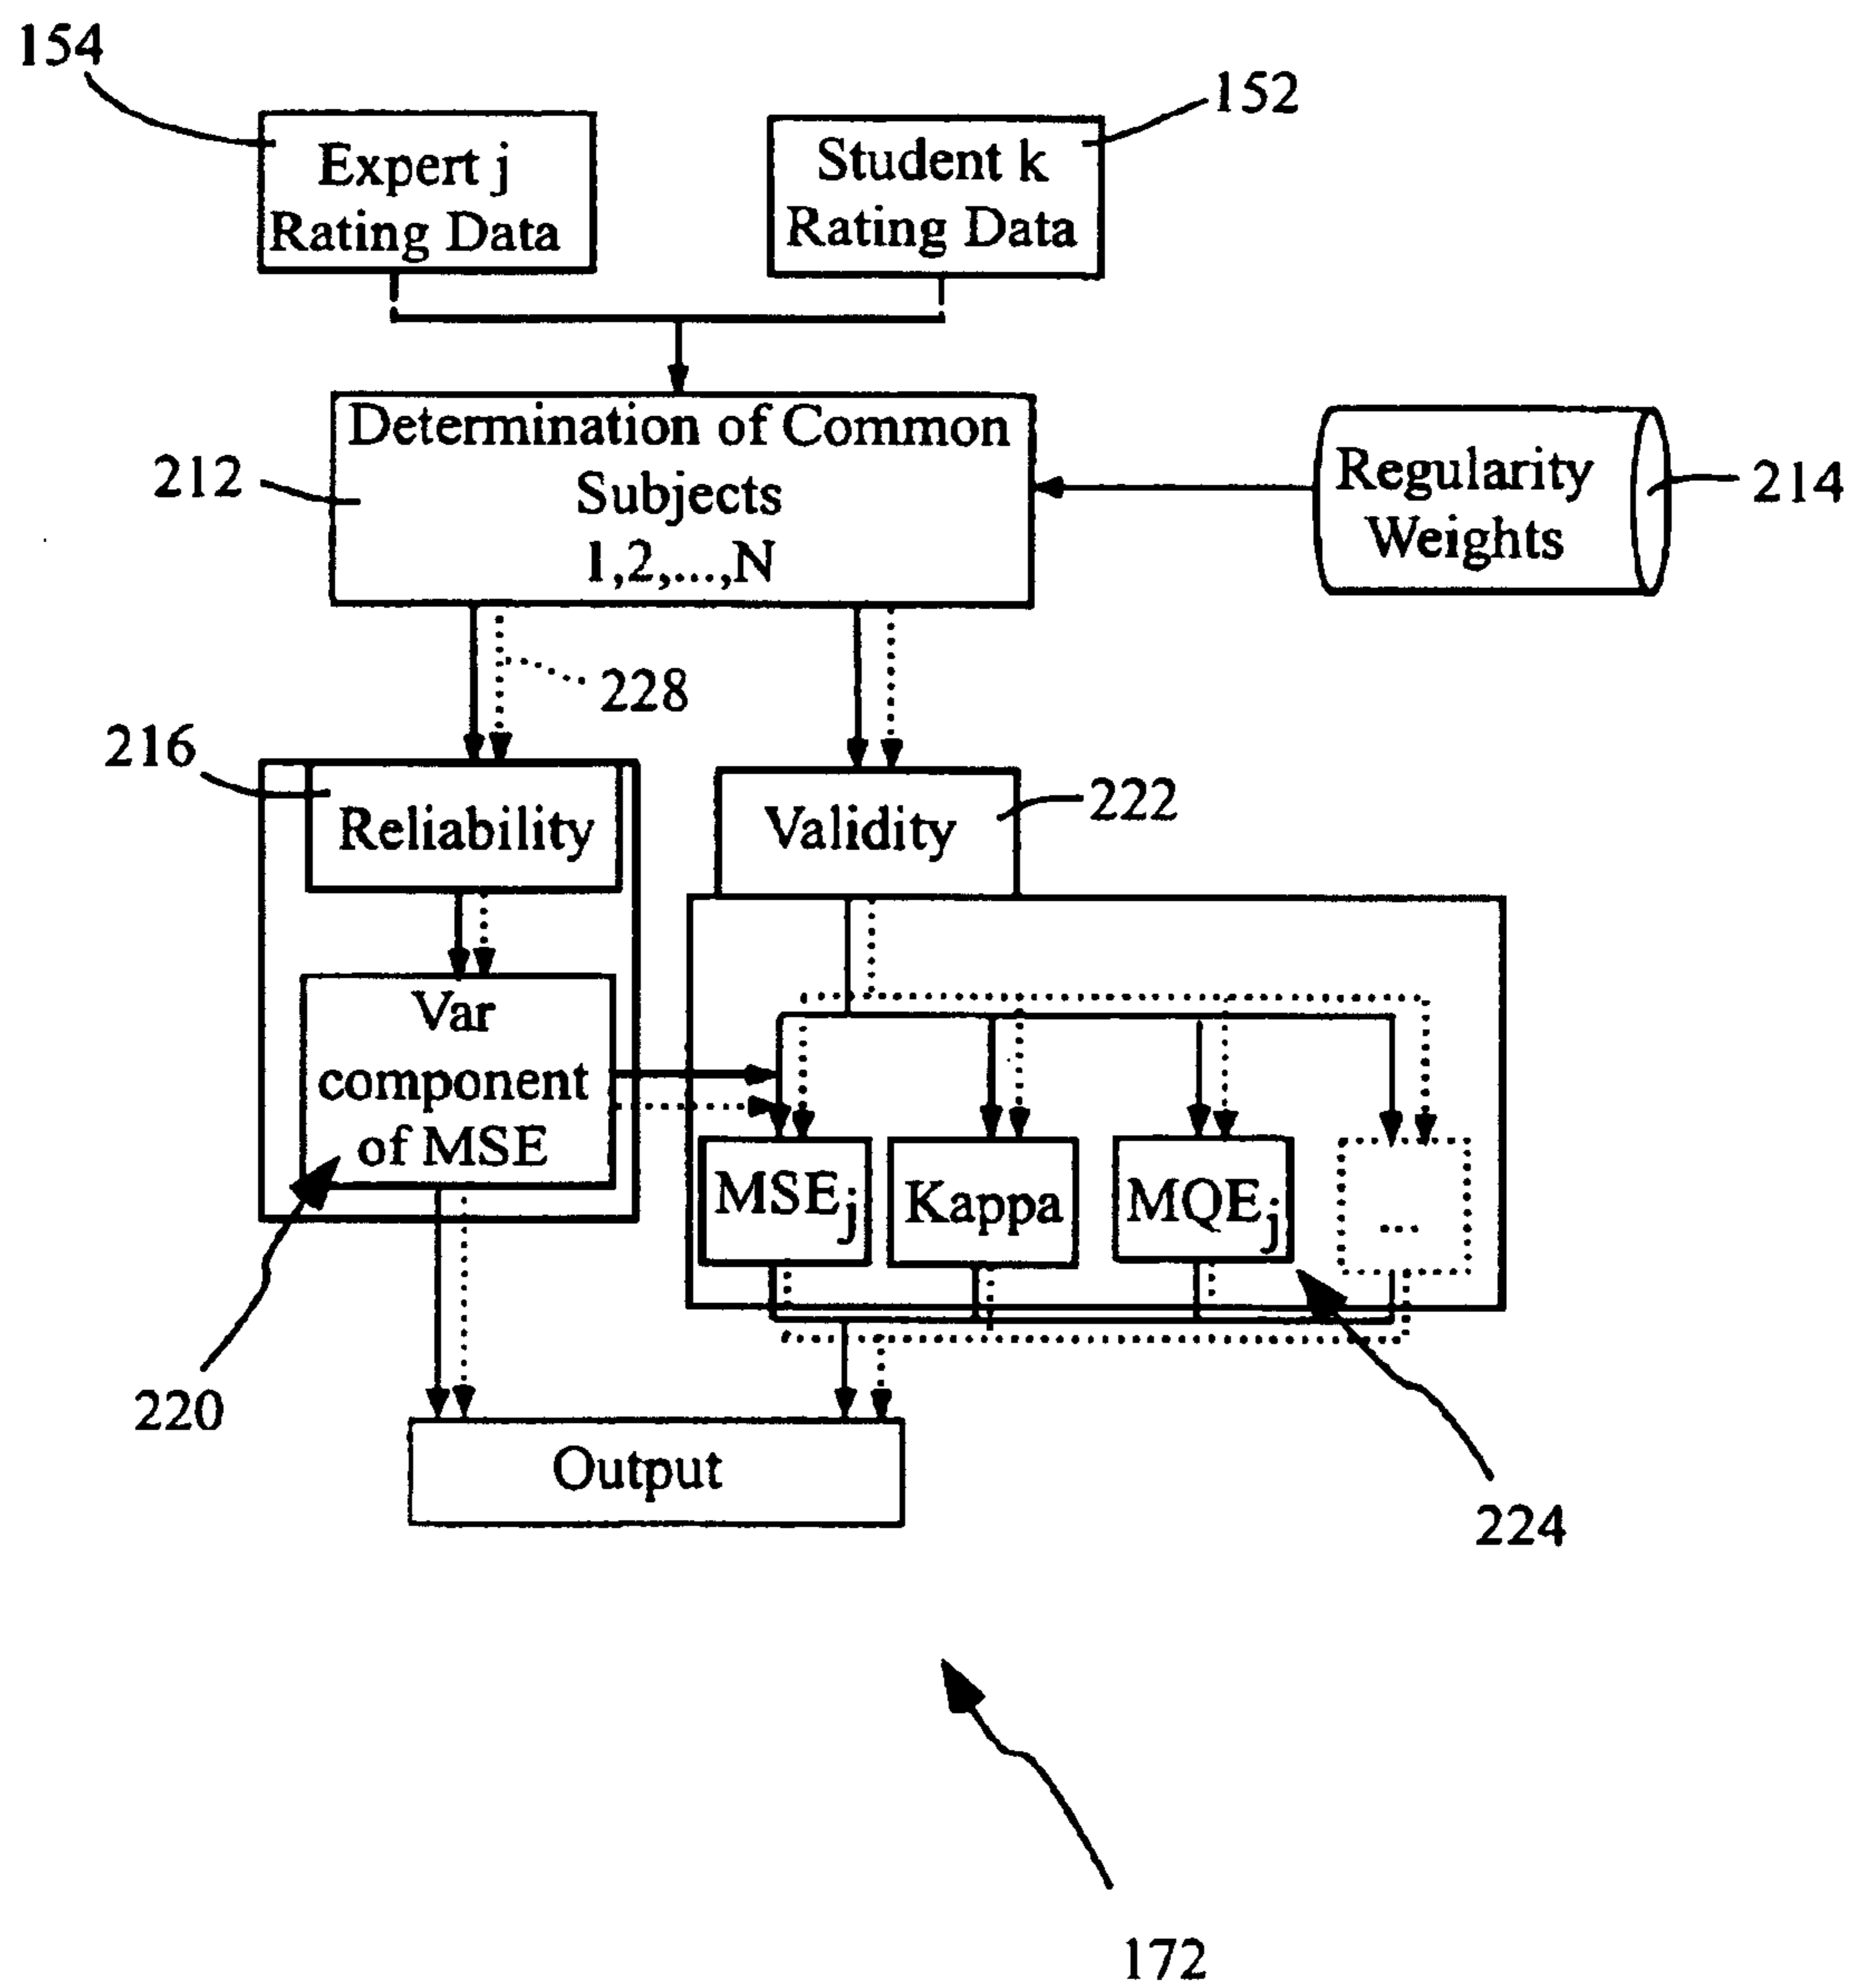 154
152
Expert j
Rating Data
Student k
Rating Data
Determination of Common
Subjects
1,2,...,N
212
Regularity
Weights
214
228
216
Reliability
Validity
222
Var
component
of MSE
MSEj
Kappa
MQEj
...
220
Output
224
172